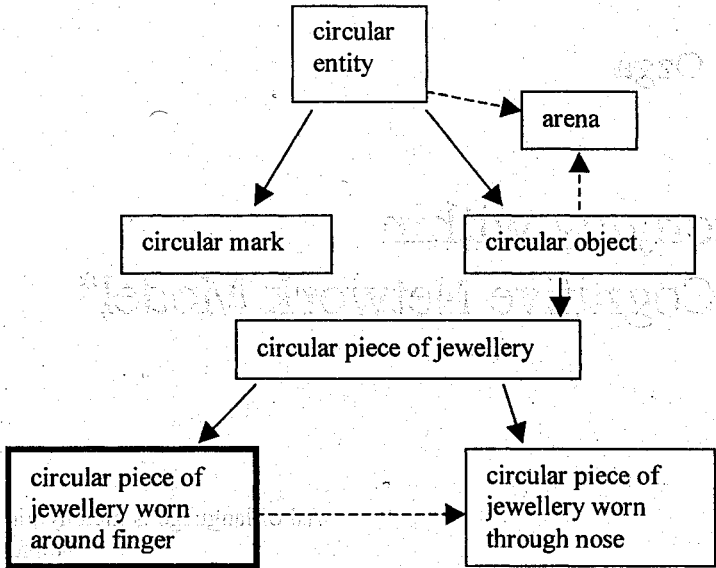 circular
entity
arena
circular mark
circular object
circular piece of jewellery
circular piece of
jewellery worn
around finger
circular piece of
jewellery worn
through nose